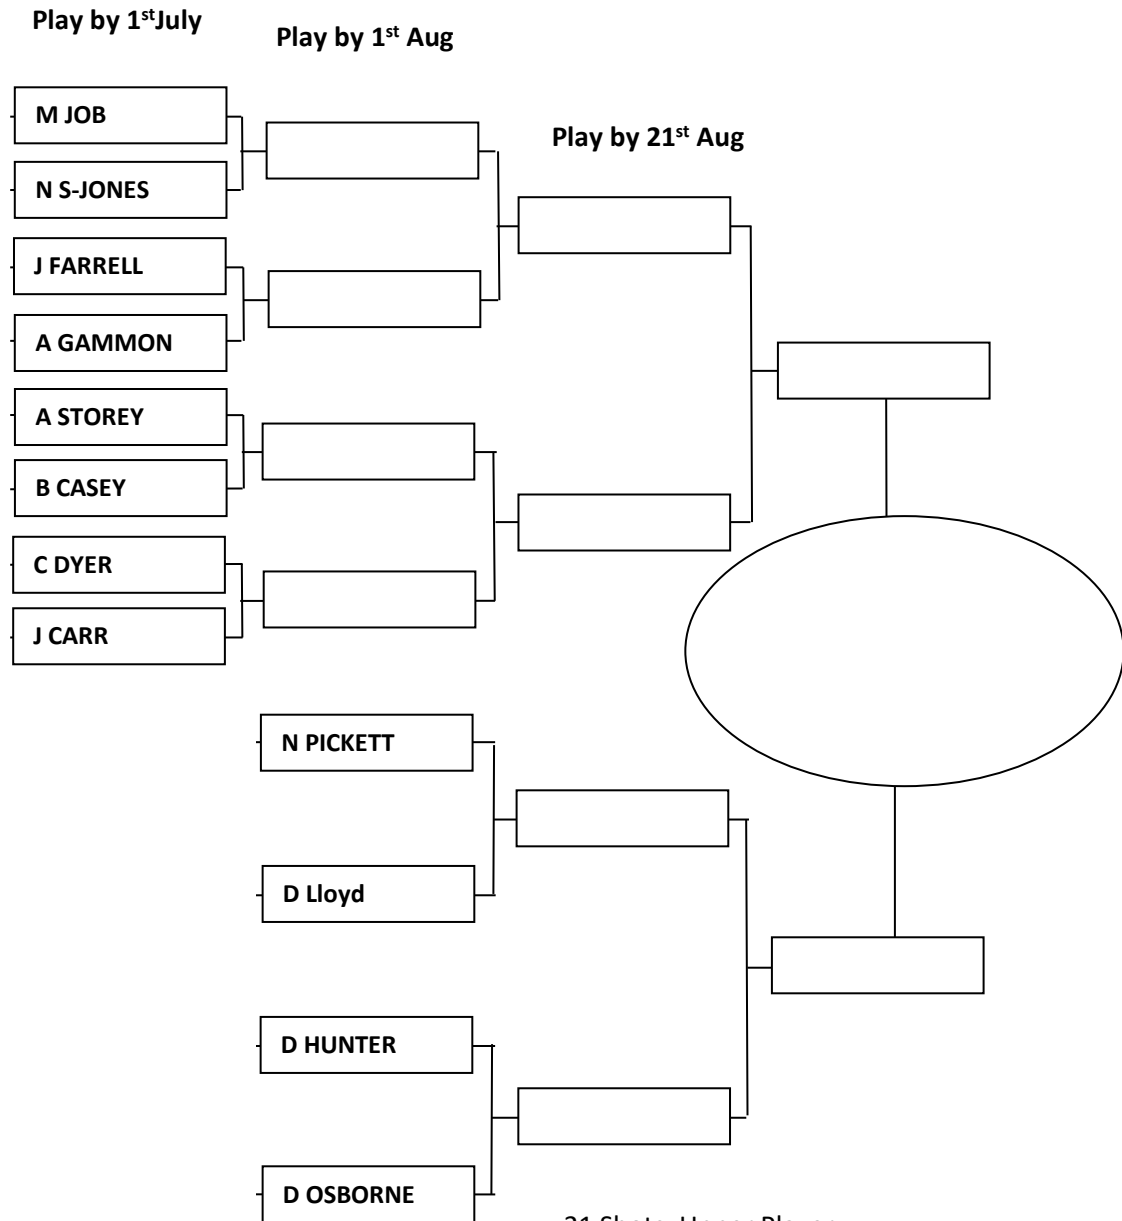 Play by 1st July
Play by 1st Aug
Play by 21st Aug
M JOB
N S-JONES
J FARRELL
A GAMMON
A STOREY
B CASEY
C DYER
J CARR
N PICKETT
D Lloyd
D HUNTER
D OSBORNE